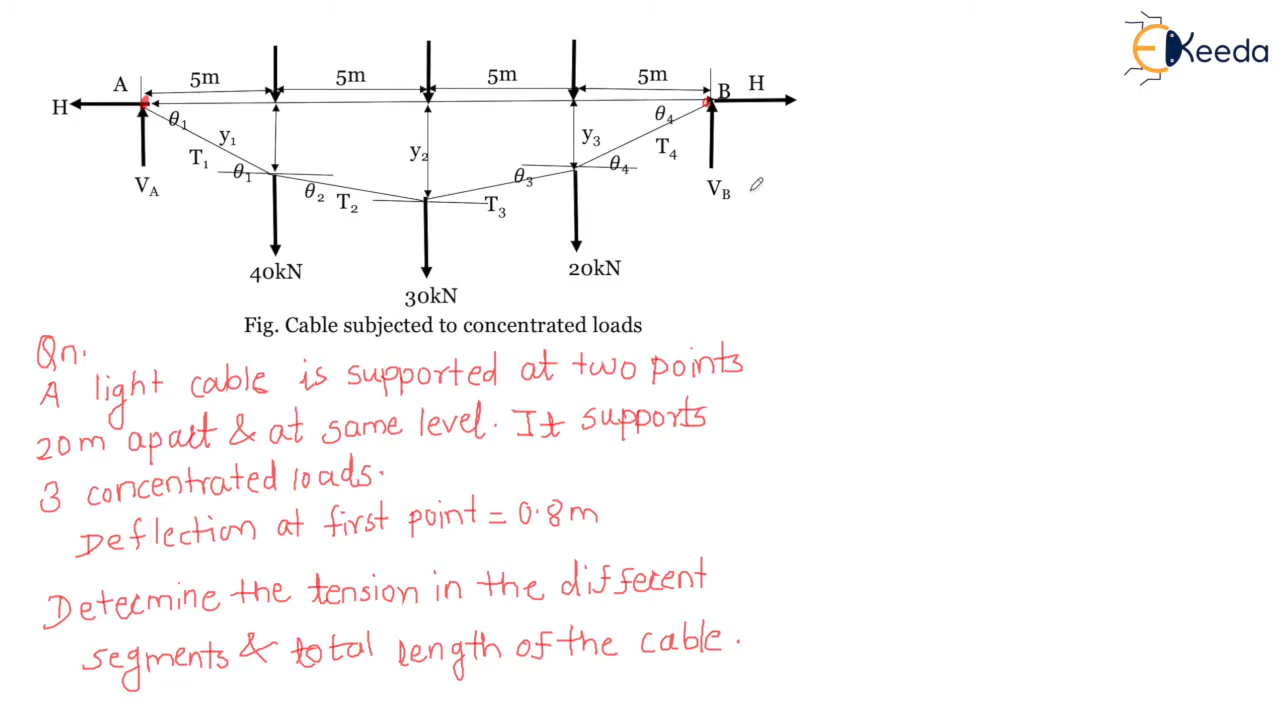 EKeeda
A 5m 5m 5m 5m B H
H
θ1 y1 y2 y3 θ4
T1 θ1 θ2 T2 T3 θ3 θ4 T4
VA VB
40kN 30kN 20kN
Fig. Cable subjected to concentrated loads
Qn.
A light cable is supported at two points
20m apart & at same level. It supports
3 concentrated loads.
Deflection at first point = 0.8m
Determine the tension in the different
segments & total length of the cable.